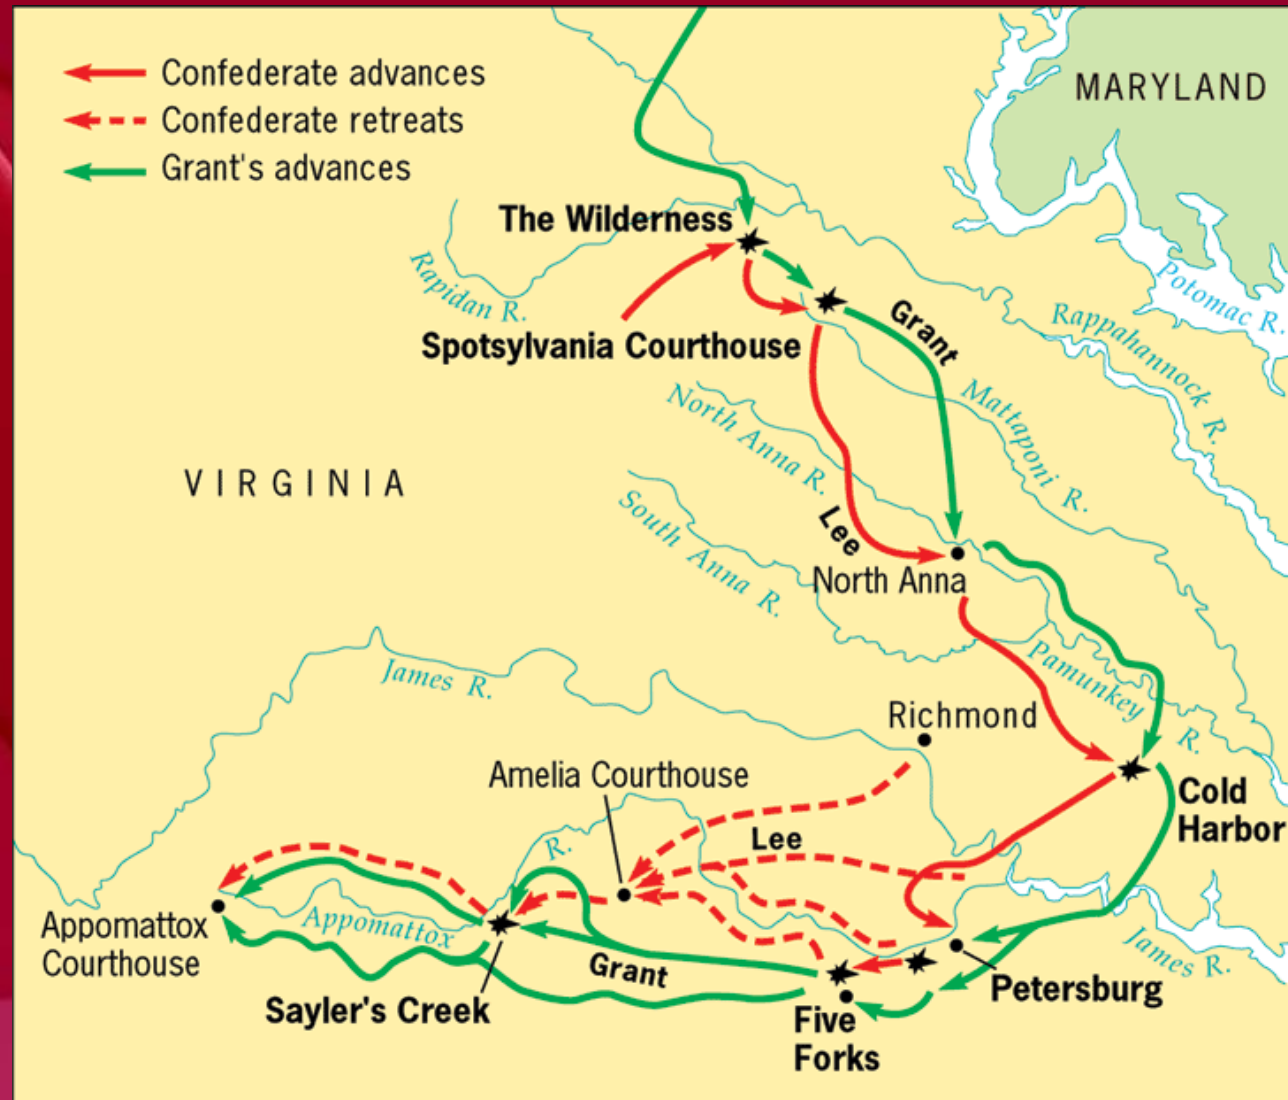 Confederate advances
Confederate retreats
Grant's advances
MARYLAND
The Wilderness
Rapidan R.
Potomac R.
Spotsylvania Courthouse
Grant
Rappahannock R.
North Anna R.
Mattaponi R.
VIRGINIA
South Anna R.
Lee
North Anna
James R.
Pamunkey R.
Richmond
Amelia Courthouse
Cold
Harbor
Lee
Appomattox R.
Appomattox
Courthouse
Grant
James R.
Sayler's Creek
Petersburg
Five
Forks